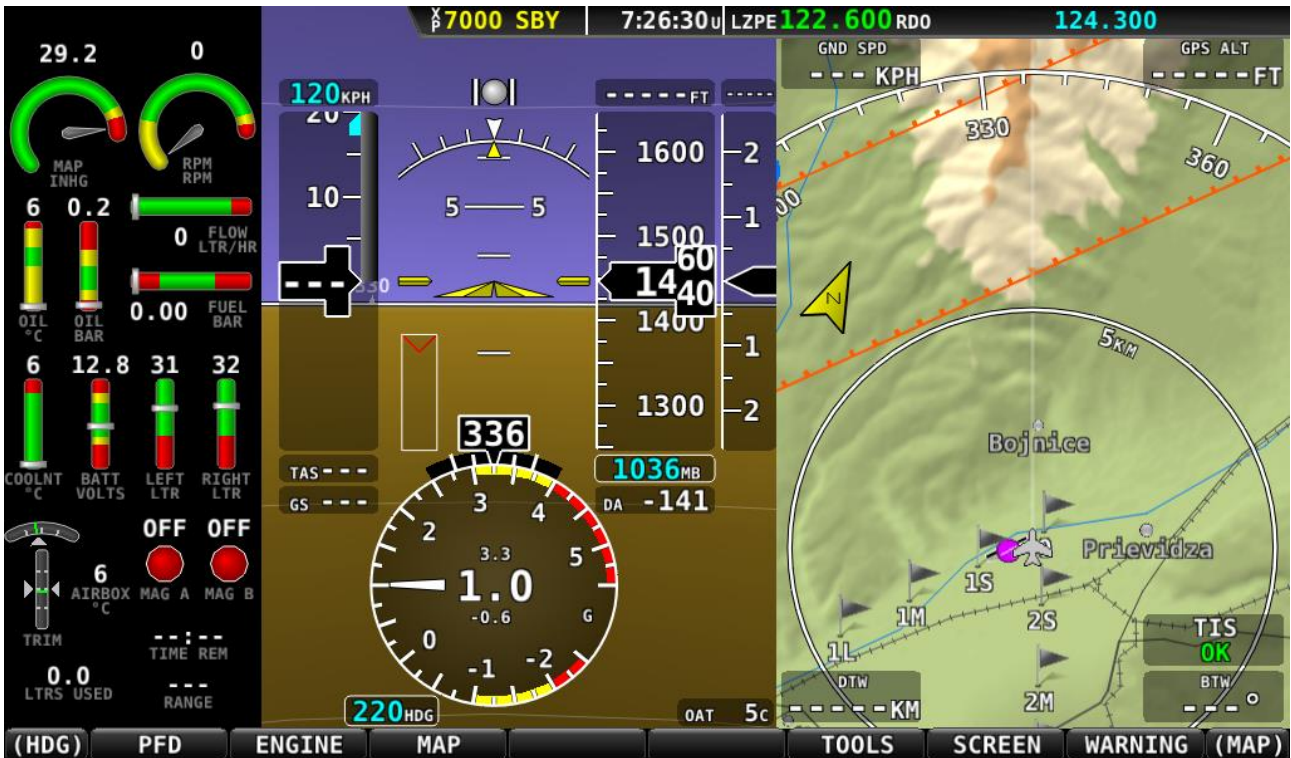 XP 7000 SBY 7:26:30U LZPE 122.600 RDO 124.300
29.2 0
MAP
INHG
RPM
RPM
6 0.2
0 FLOW
LTR/HR
0.00 FUEL
BAR
OIL
°C
OIL
BAR
6 12.8 31 32
COOLNT
°C
BATT
VOLTS
LEFT
LTR
RIGHT
LTR
OFF OFF
6
AIRBOX
°C
MAG A MAG B
TRIM
--:--
TIME REM
0.0
LTRS USED
---
RANGE
120KPH
20
10
---
330
5 5
TAS ---
GS ---
-----FT -----
1600
1500
14 60
40
1400
1300
2
1
1
2
1036MB
DA -141
336
3
4
2
5
3.3
1.0
-0.6
G
0
-1
-2
220HDG
OAT 5C
GND SPD
--- KPH
GPS ALT
-----FT
330
360
00
N
5KM
Bojnice
Prievidza
1S
1M
1L
2S
2M
TIS
OK
DTW
-----KM
BTW
---°
(HDG) PFD ENGINE MAP TOOLS SCREEN WARNING (MAP)